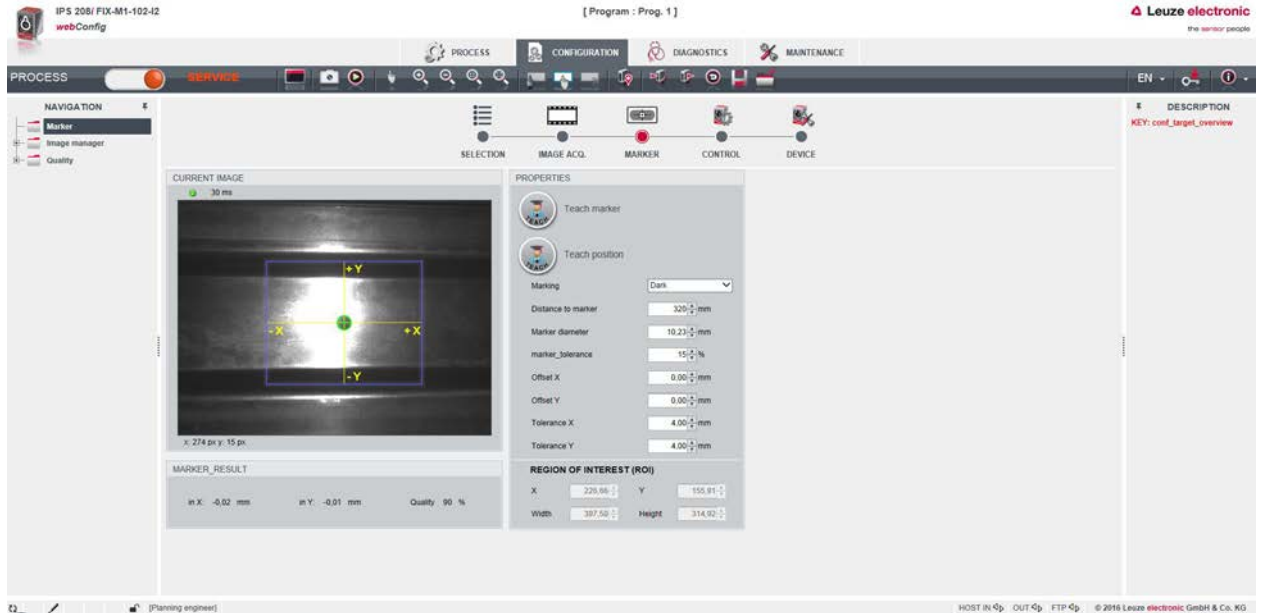 IPS 208i FIX-M1-102-I2
webConfig
[ Program : Prog. 1 ]
Leuze electronic
the sensor people
PROCESS
CONFIGURATION
DIAGNOSTICS
MAINTENANCE
PROCESS
SERVICE
EN
NAVIGATION
Marker
Image manager
Quality
SELECTION
IMAGE ACQ.
MARKER
CONTROL
DEVICE
DESCRIPTION
KEY: conf_target_overview
CURRENT IMAGE
30 ms
+Y
-X
+X
-Y
x: 274 px y: 15 px
MARKER_RESULT
in X: -0,02 mm in Y: -0,01 mm Quality 90 %
PROPERTIES
TEACH
Teach marker
TEACH
Teach position
Marking Dark
Distance to marker 320 mm
Marker diameter 10,23 mm
marker_tolerance 15 %
Offset X 0.00 mm
Offset Y 0.00 mm
Tolerance X 4.00 mm
Tolerance Y 4.00 mm
REGION OF INTEREST (ROI)
X Y 155,81
Width Height 314,92
[Planning engineer]
HOST IN OUT FTP © 2016 Leuze electronic GmbH & Co. KG